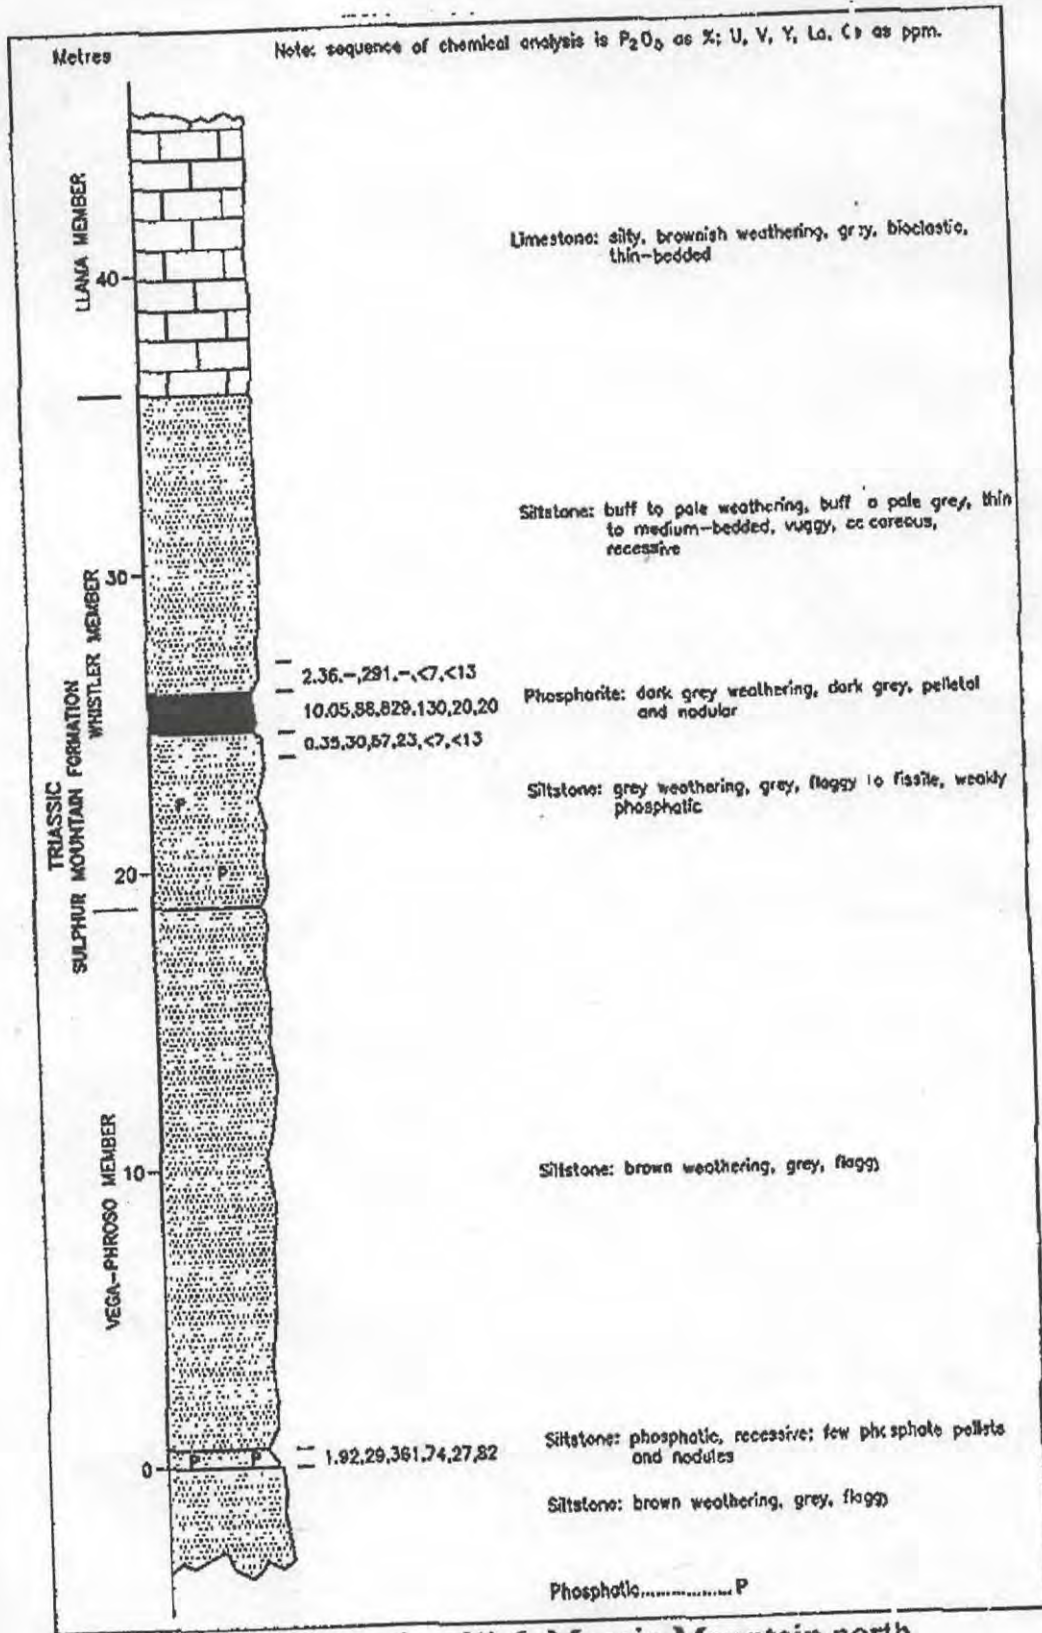 Metres
Note: sequence of chemical analysis is P₂O₅ as %; U, V, Y, La, as ppm.
LLAMA MEMBER
40
Limestone: silty, brownish weathering, grey, bioclastic,
thin-bedded
Siltstone: buff to pale weathering, buff to pale grey, thin
to medium-bedded, vuggy, calcareous,
recessive
30
TRIASSIC
SULPHUR MOUNTAIN FORMATION
WHISTLER MEMBER
2.36,-,291,-,<7,<13
Phosphorite: dark grey weathering, dark grey, pelletal
and nodular
10.05,88,829,130,20,20
0.35,30,57,23,<7,<13
Siltstone: grey weathering, grey, flaggy to fissile, weakly
phosphatic
P
P
20
VEGA-PHROSO MEMBER
10
Siltstone: brown weathering, grey, flaggy
Siltstone: phosphatic, recessive; few phosphate pellets
and nodules
1.92,29,361,74,27,82
P P
0
Siltstone: brown weathering, grey, flaggy
Phosphatic................ P
Mountain north